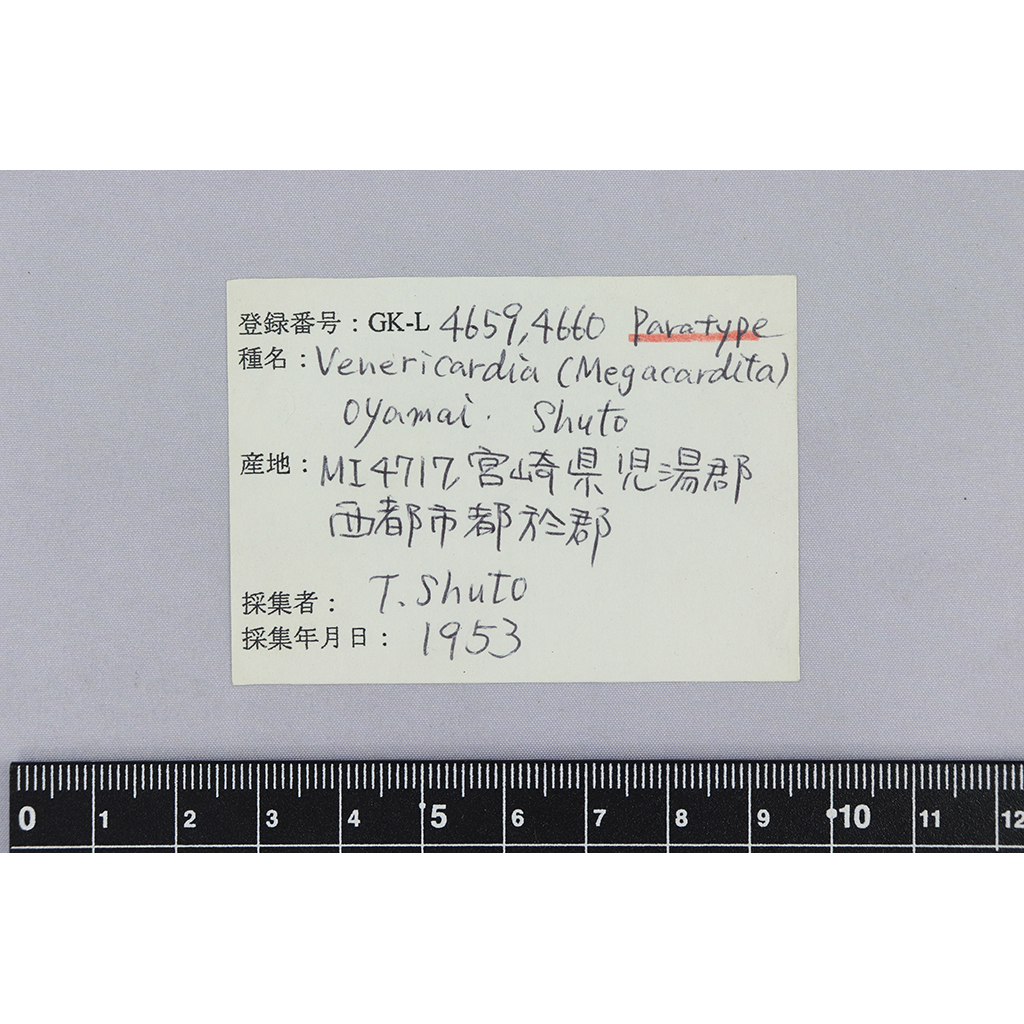 登録番号：GK-L 4659,4660 Paratype
種名：Venericardia (Megacardita)
oyamai. Shuto
産地：MI4717, 宮崎県児湯郡
西都市都於郡
採集者： T. Shuto
採集年月日： 1953
0 1 2 3 4 5 6 7 8 9 10 11 12